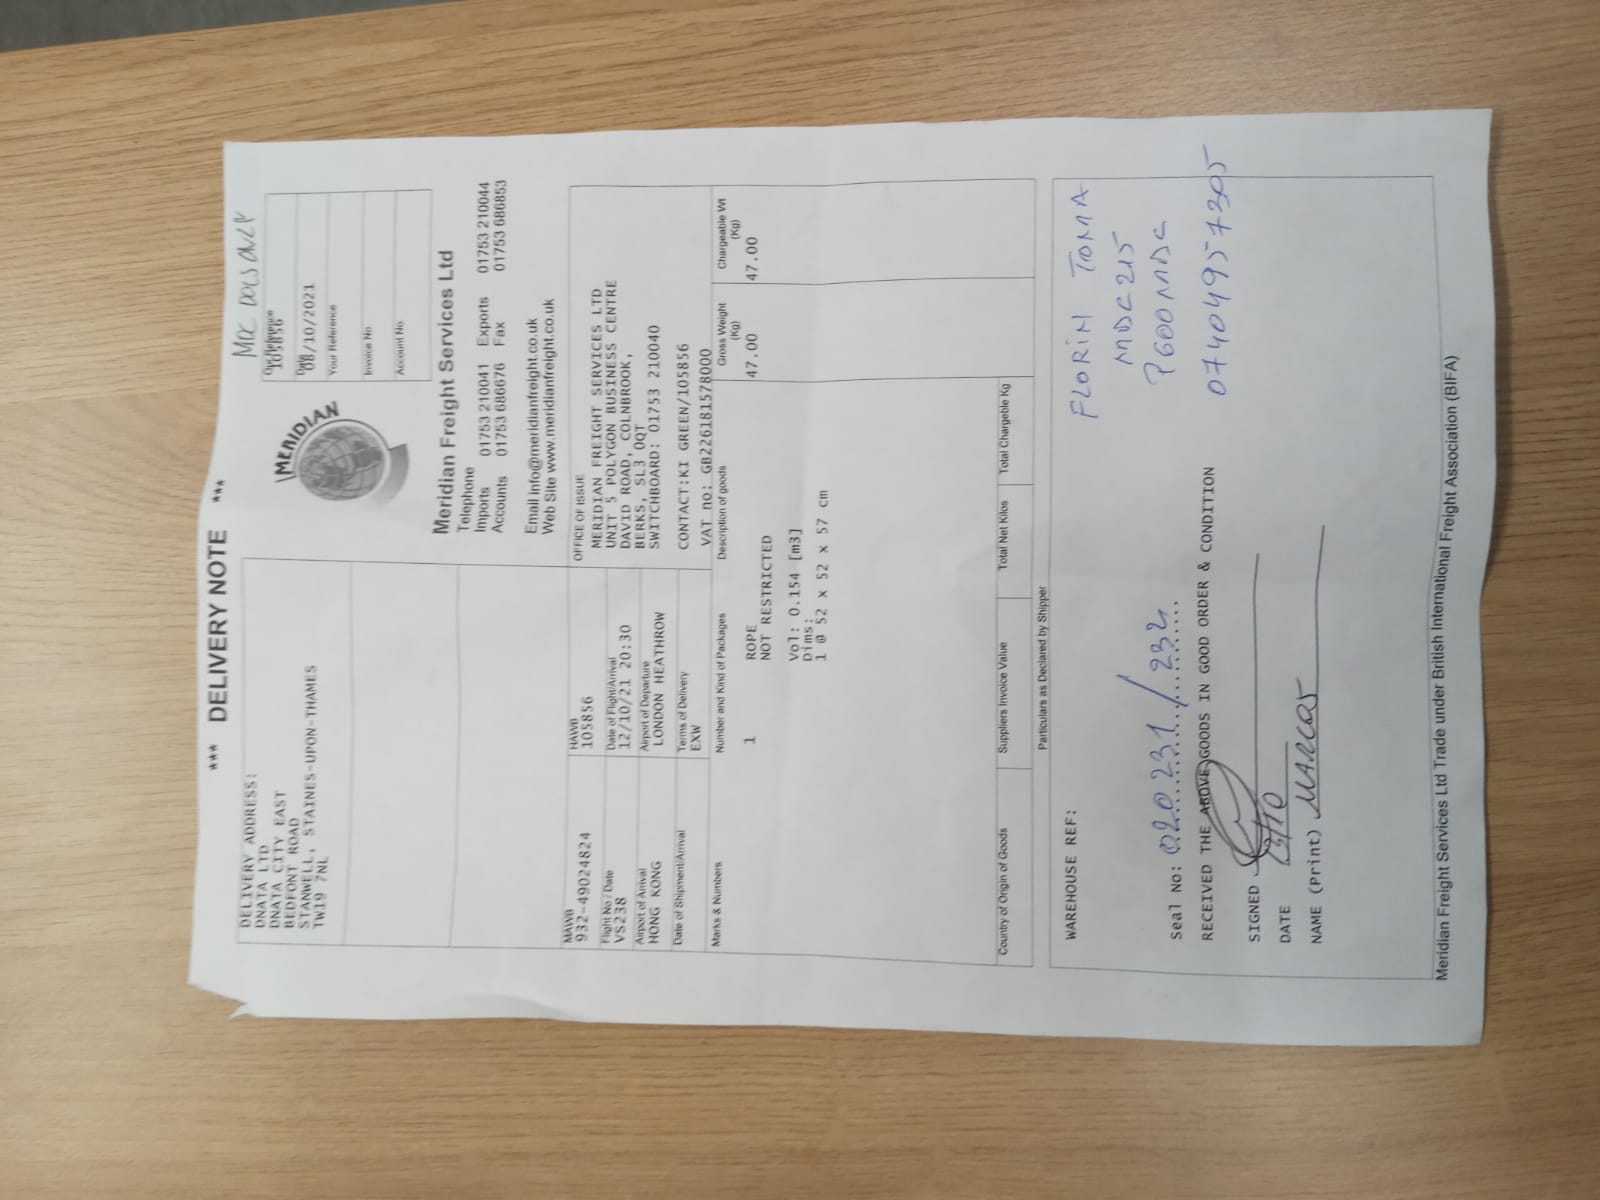 *** DELIVERY NOTE ***
MOC DOCS ONLY
DELIVERY ADDRESS:
DNATA LTD
DNATA CITY EAST
BEDFONT ROAD
STANWELL, STAINES-UPON-THAMES
TW19 7NL
MERIDIAN
Our Reference
105856
Date
08/10/2021
Your Reference
Invoice No.
Account No.
Meridian Freight Services Ltd
Telephone
Imports 01753 210041 Exports 01753 210044
Accounts 01753 686676 Fax 01753 686853
Email info@meridianfreight.co.uk
Web Site www.meridianfreight.co.uk
MAWB
932-49024824
HAWB
105856
Flight No / Date
VS238
Date of Flight/Arrival
12/10/21 20:30
Airport of Arrival
HONG KONG
Airport of Departure
LONDON HEATHROW
Date of Shipment/Arrival
Terms of Delivery
EXW
OFFICE OF ISSUE
MERIDIAN FREIGHT SERVICES LTD
UNIT 5 POLYGON BUSINESS CENTRE
DAVID ROAD, COLNBROOK,
BERKS, SL3 0QT
SWITCHBOARD: 01753 210040
CONTACT:KI GREEN/105856
VAT no: GB226181578000
Marks & Numbers Number and Kind of Packages Description of goods Gross Weight (Kg) Chargeable Wt (Kg)
1 ROPE 47.00 47.00
NOT RESTRICTED
Vol: 0.154 [m3]
Dims:
1 @ 52 x 52 x 57 cm
Country of Origin of Goods Suppliers Invoice Value Total Net Kilos Total Chargeble Kg
Particulars as Declared by Shipper
WAREHOUSE REF:
FLORIN TOMA
MDC215
P600MDC
07404957305
Seal No: 020231/232
RECEIVED THE ABOVE GOODS IN GOOD ORDER & CONDITION
SIGNED
DATE
NAME (Print) MARCOS
Meridian Freight Services Ltd Trade under British International Freight Association (BIFA)